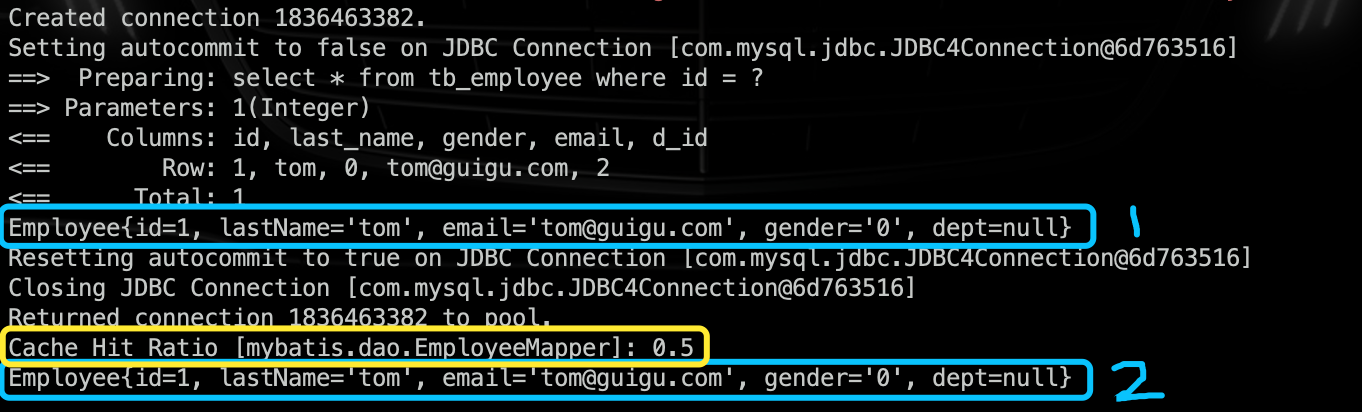 Created connection 1836463382.
Setting autocommit to false on JDBC Connection [com.mysql.jdbc.JDBC4Connection@6d763516]
==>  Preparing: select * from tb_employee where id = ?
==> Parameters: 1(Integer)
<==    Columns: id, last_name, gender, email, d_id
<==        Row: 1, tom, 0, tom@guigu.com, 2
<==      Total: 1
Employee{id=1, lastName='tom', email='tom@guigu.com', gender='0', dept=null} 1
Resetting autocommit to true on JDBC Connection [com.mysql.jdbc.JDBC4Connection@6d763516]
Closing JDBC Connection [com.mysql.jdbc.JDBC4Connection@6d763516]
Returned connection 1836463382 to pool.
Cache Hit Ratio [mybatis.dao.EmployeeMapper]: 0.5
Employee{id=1, lastName='tom', email='tom@guigu.com', gender='0', dept=null} 2